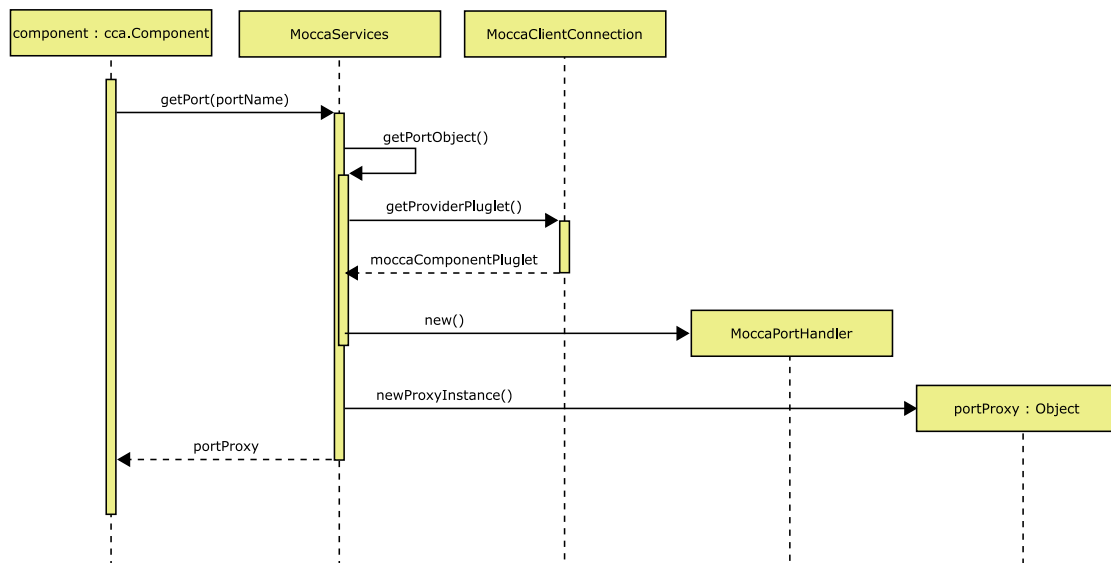 component : cca.Component
MoccaServices
MoccaClientConnection
getPort(portName)
getPortObject()
getProviderPluglet()
moccaComponentPluglet
new()
MoccaPortHandler
newProxyInstance()
portProxy : Object
portProxy